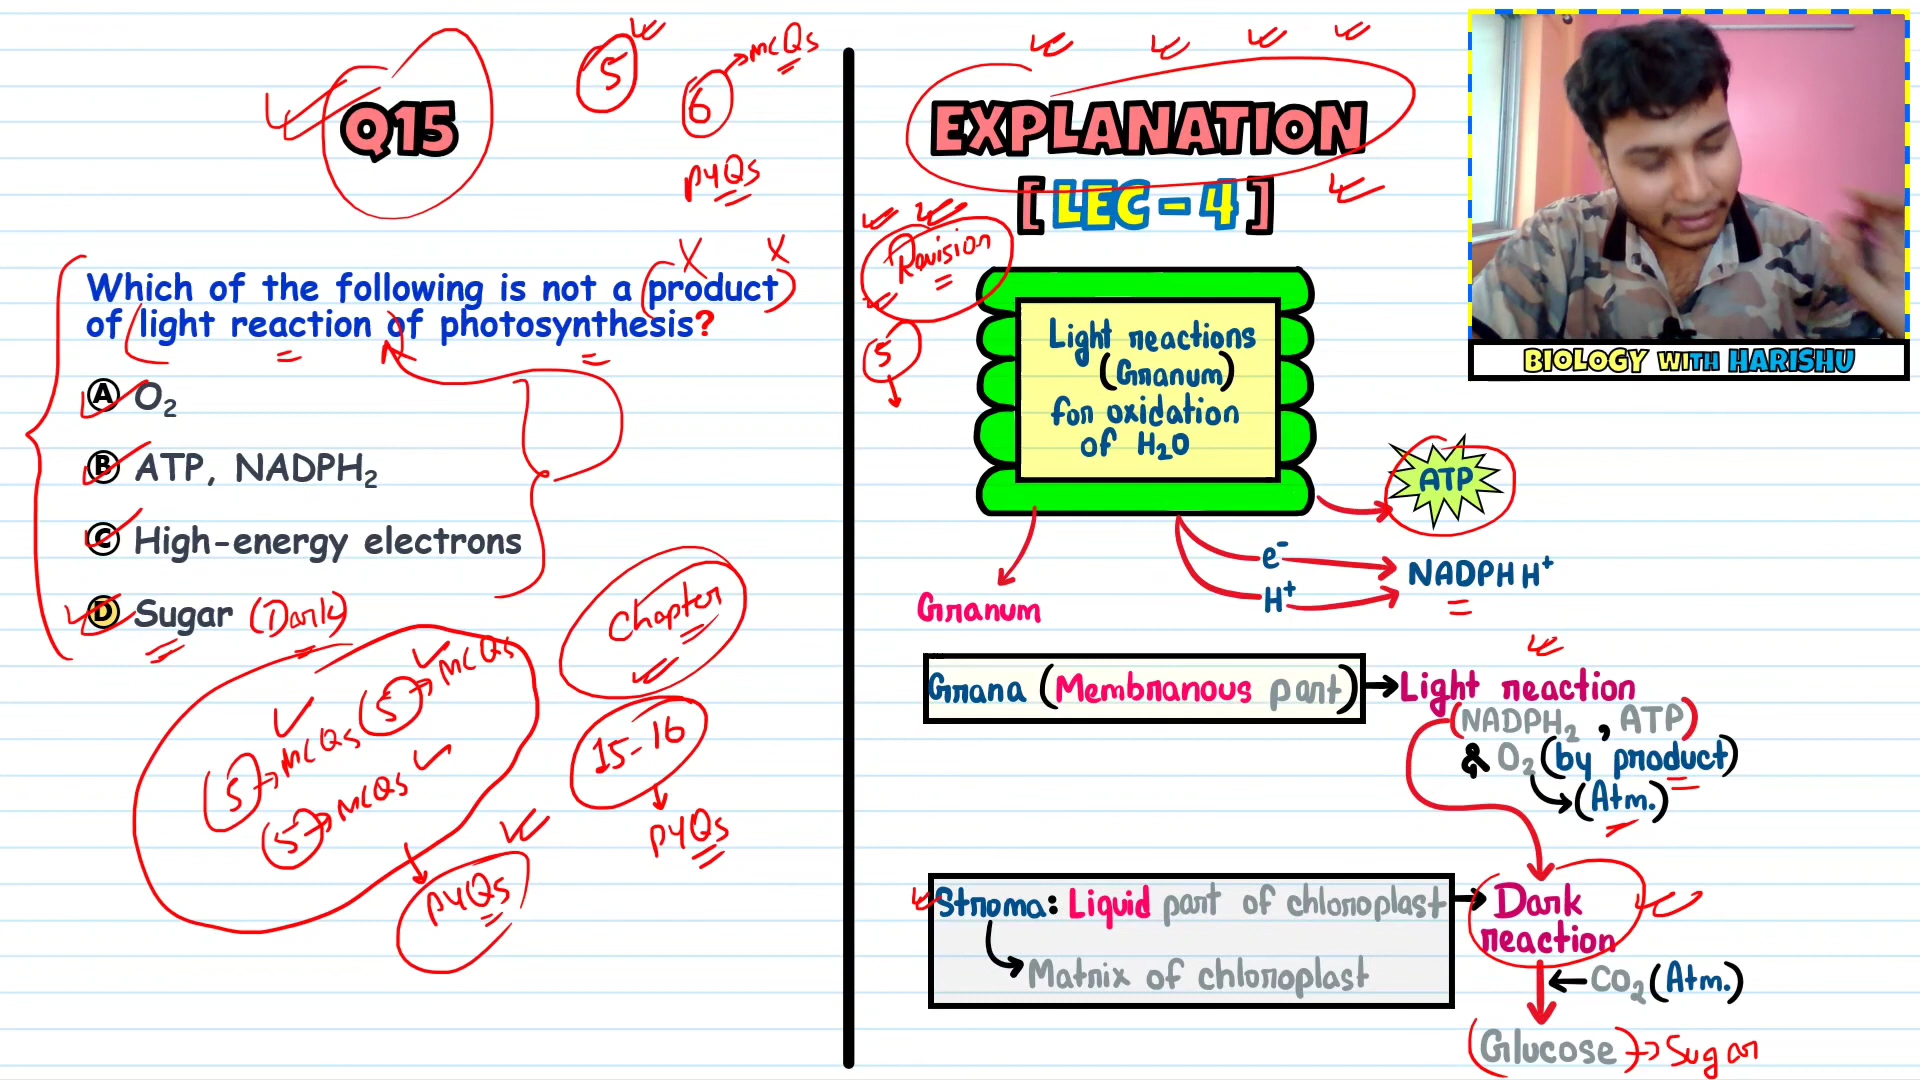 Q15
5
6 → MCQs
PYQs
Which of the following is not a product
of light reaction of photosynthesis?
A O₂
B ATP, NADPH₂
C High-energy electrons
D Sugar (Dark)
5 → MCQs
5 → MCQs
5 → MCQs
PYQs
Chapter
15-16
PYQs
EXPLANATION
[ LEC - 4 ]
Revision
5
Light reactions
(Granum)
for oxidation
of H₂O
ATP
e⁻
H⁺
NADPH H⁺
Granum
Grana (Membranous part) → Light reaction
(NADPH₂, ATP)
& O₂ (by product)
(Atm.)
Stroma: Liquid part of chloroplast
Matrix of chloroplast
Dark
reaction
CO₂ (Atm.)
(Glucose) → Sugar
BIOLOGY WITH HARISHU